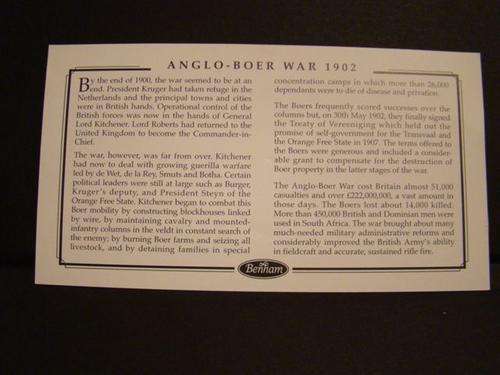 ANGLO-BOER WAR 1902
By the end of 1900, the war seemed to be at an
end. President Kruger had taken refuge in the
Netherlands and the principal towns and cities
were in British hands. Operational control of the
British forces was now in the hands of General
Lord Kitchener. Lord Roberts had returned to the
United Kingdom to become the Commander-in-
Chief.
The war, however, was far from over. Kitchener
had now to deal with growing guerilla warfare
led by de Wet, de la Rey, Smuts and Botha. Certain
political leaders were still at large such as Burger,
Kruger's deputy, and President Steyn of the
Orange Free State. Kitchener began to combat this
Boer mobility by constructing blockhouses linked
by wire, by maintaining cavalry and mounted-
infantry columns in the veldt in constant search of
the enemy; by burning Boer farms and seizing all
livestock, and by detaining families in special
concentration camps in which more than 26,000
dependants were to die of disease and privation.
The Boers frequently scored successes over the
columns but, on 30th May 1902, they finally signed
the Treaty of Vereeniging which held out the
promise of self-government for the Transvaal and
the Orange Free State in 1907. The terms offered to
the Boers were generous and included a consider-
able grant to compensate for the destruction of
Boer property in the latter stages of the war.
The Anglo-Boer War cost Britain almost 51,000
casualties and over £222,000,000, a vast amount in
those days. The Boers lost about 14,000 killed.
More than 450,000 British and Dominion men were
used in South Africa. The war brought about many
much-needed military administrative reforms and
considerably improved the British Army's ability
in fieldcraft and accurate, sustained rifle fire.
Benham